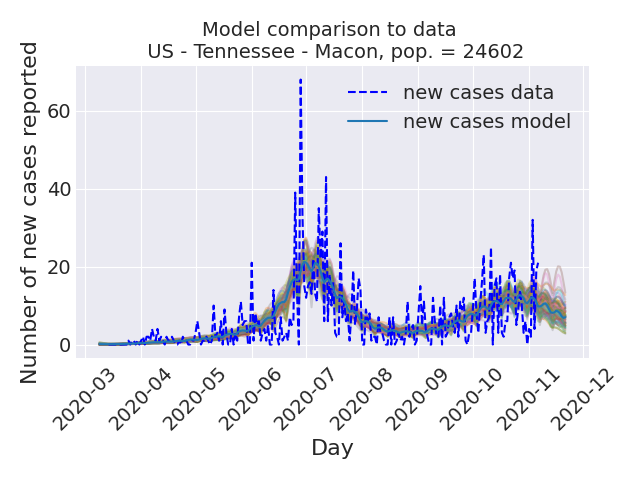 Model comparison to data
US - Tennessee - Macon, pop. = 24602
Number of new cases reported
60
40
20
0
new cases data
new cases model
2020-03
2020-04
2020-05
2020-06
2020-07
2020-08
2020-09
2020-10
2020-11
2020-12
Day